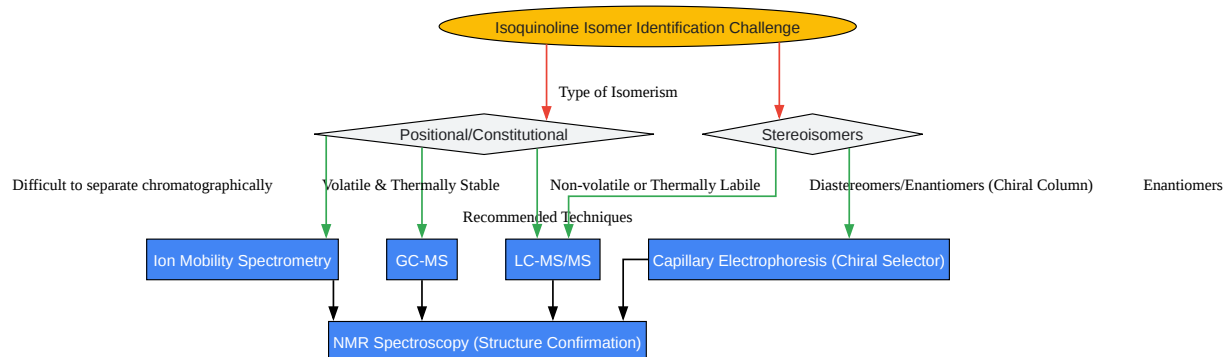 Isoquinoline Isomer Identification Challenge
Type of Isomerism
Positional/Constitutional
Stereoisomers
Difficult to separate chromatographically
Volatile & Thermally Stable
Non-volatile or Thermally Labile
Diastereomers/Enantiomers (Chiral Column)
Enantiomers
Recommended Techniques
Ion Mobility Spectrometry
GC-MS
LC-MS/MS
Capillary Electrophoresis (Chiral Selector)
NMR Spectroscopy (Structure Confirmation)